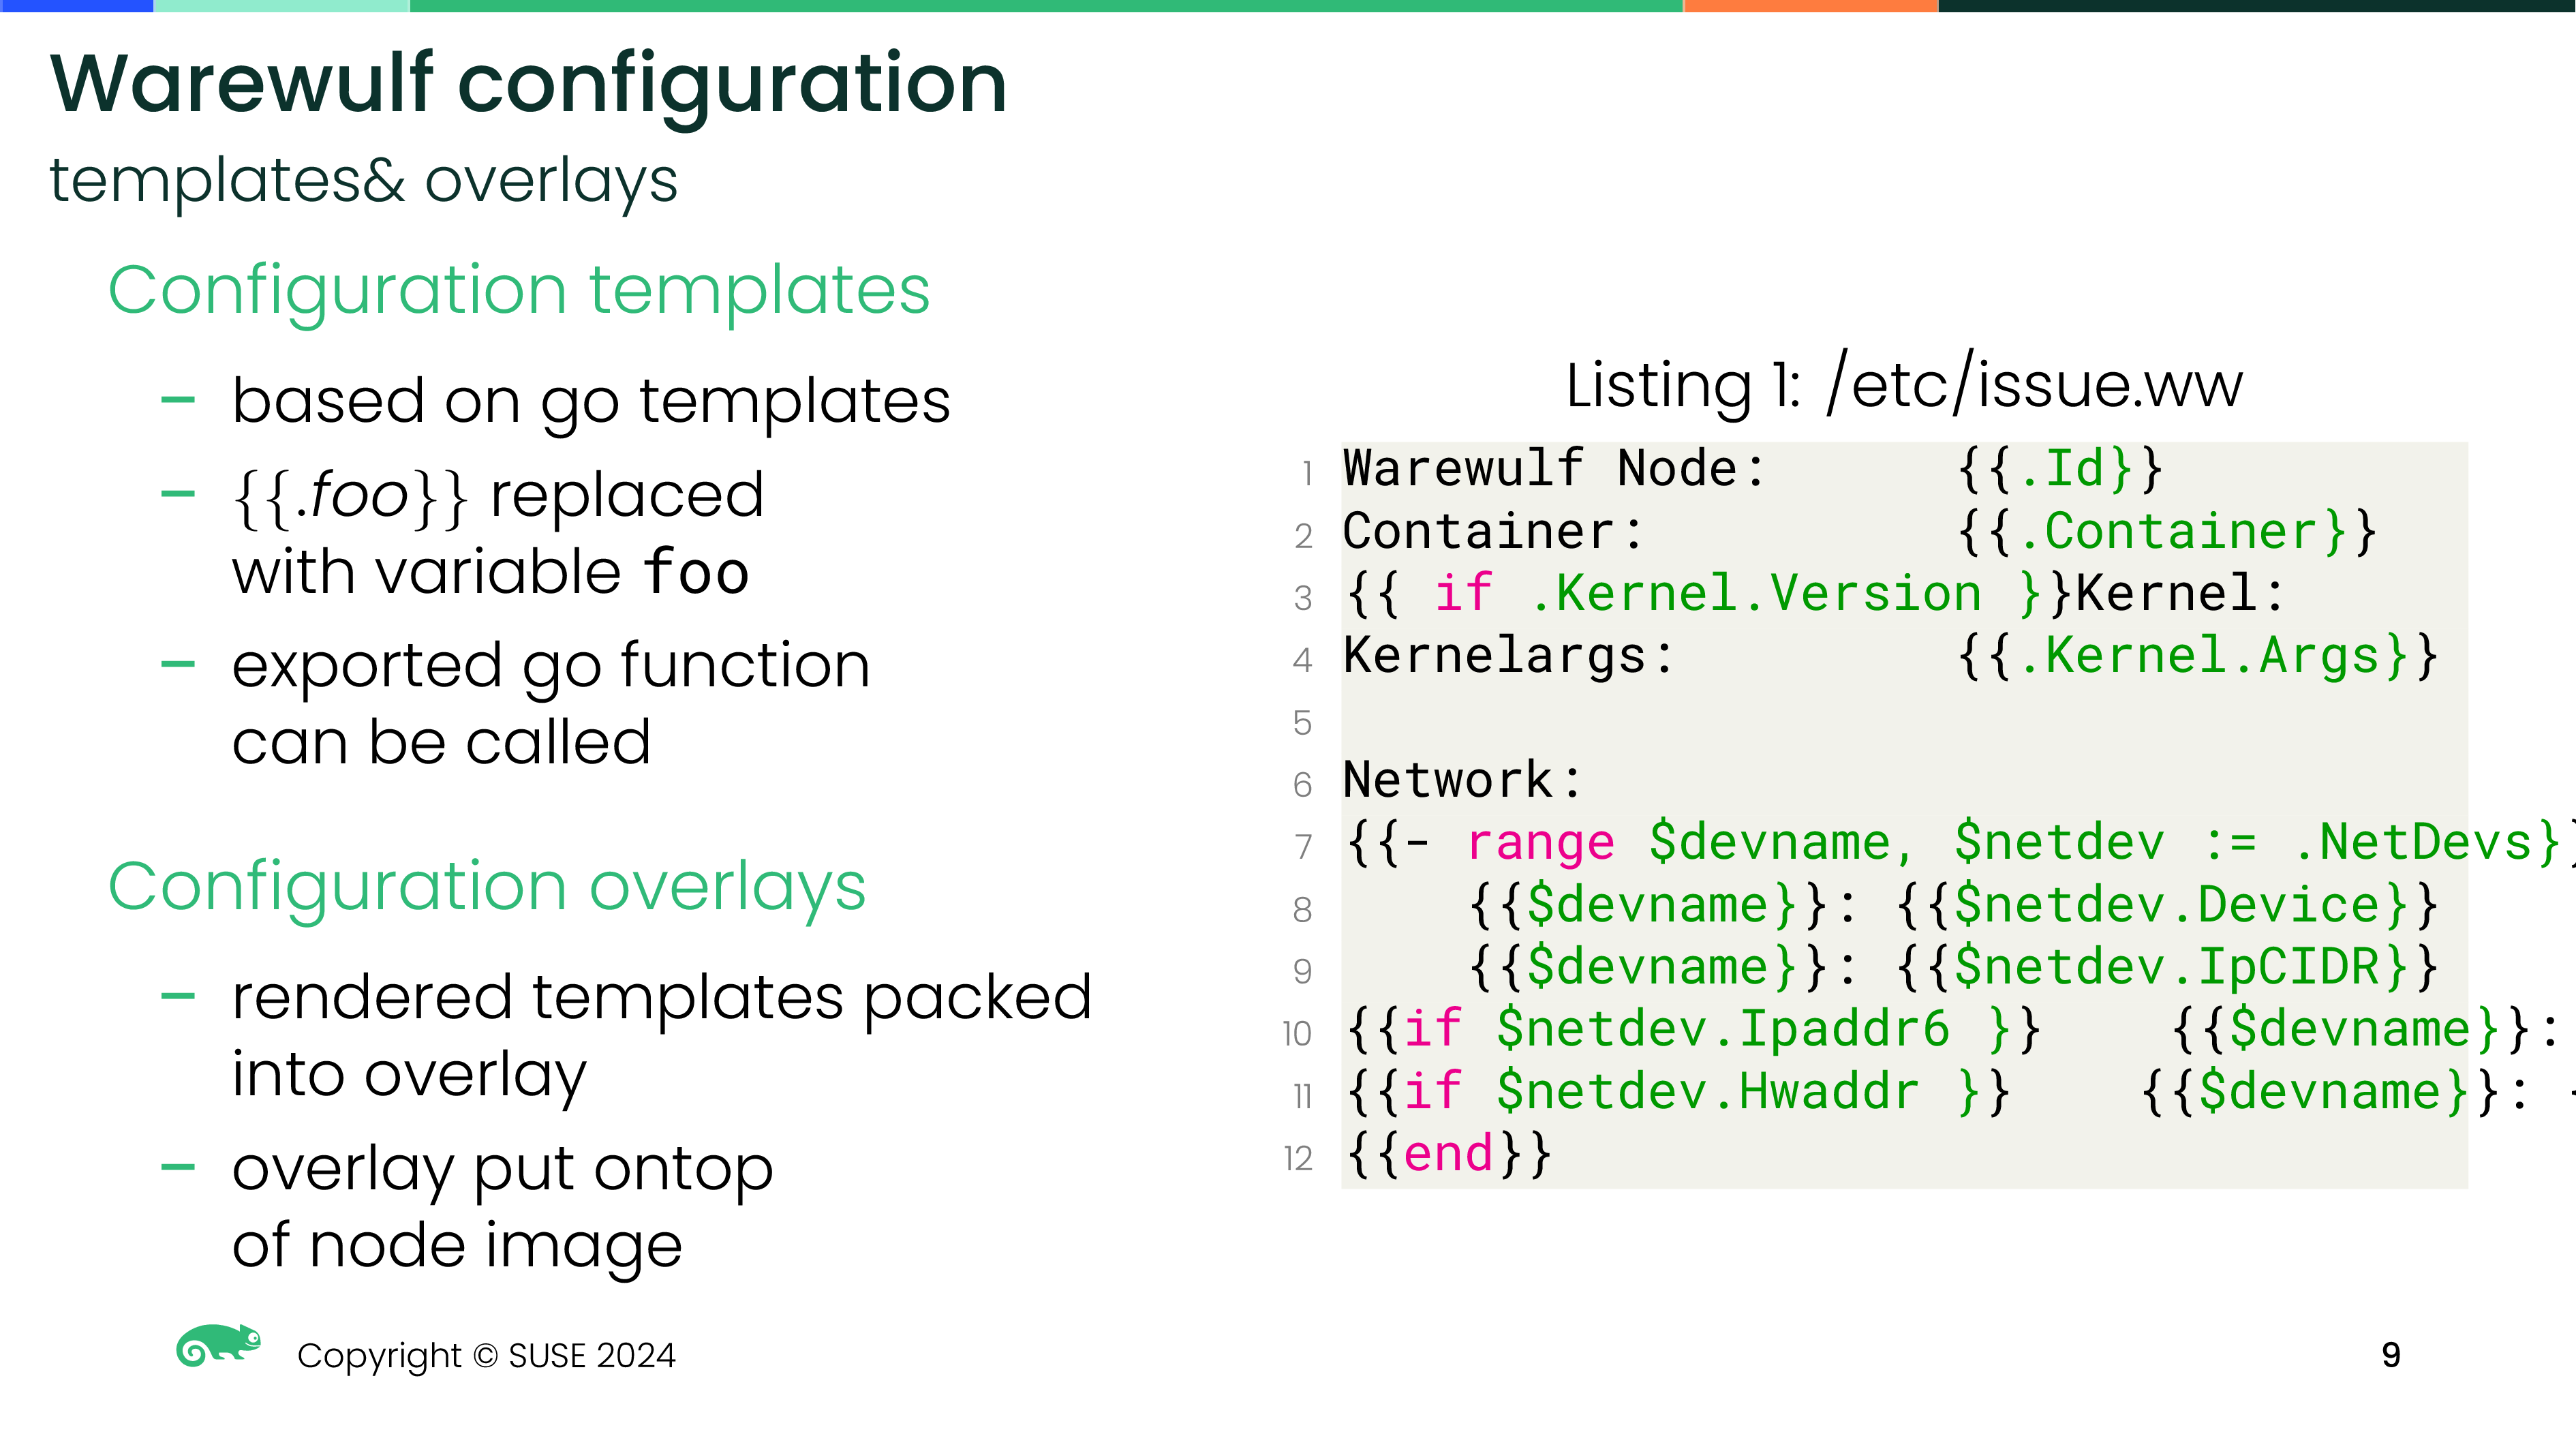 Warewulf configuration
templates& overlays
Configuration templates
– based on go templates
– {{.foo}} replaced
with variable foo
– exported go function
can be called
Configuration overlays
– rendered templates packed
into overlay
– overlay put ontop
of node image
Listing 1: /etc/issue.ww
1 Warewulf Node:      {{.Id}}
2 Container:          {{.Container}}
3 {{ if .Kernel.Version }}Kernel:
4 Kernelargs:         {{.Kernel.Args}}
5
6 Network:
7 {{- range $devname, $netdev := .NetDevs}}
8     {{$devname}}: {{$netdev.Device}}
9     {{$devname}}: {{$netdev.IpCIDR}}
10 {{if $netdev.Ipaddr6 }}    {{$devname}}:
11 {{if $netdev.Hwaddr }}    {{$devname}}: {
12 {{end}}
Copyright © SUSE 2024
9